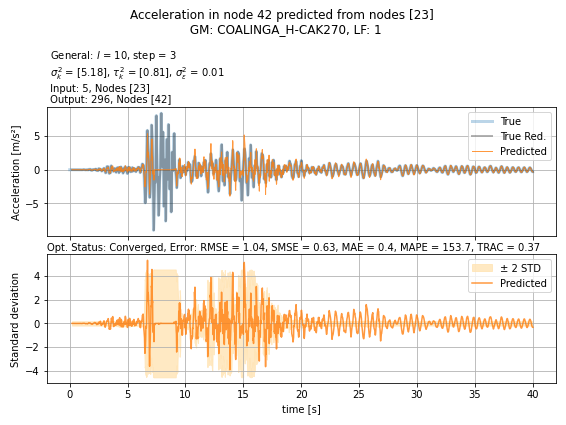 Acceleration in node 42 predicted from nodes [23]
GM: COALINGA_H-CAK270, LF: 1
General: l = 10, step = 3
σ²ₖ = [5.18], τ²ₖ = [0.81], σ²ε = 0.01
Input: 5, Nodes [23]
Output: 296, Nodes [42]
True
True Red.
Predicted
Acceleration [m/s²]
5
0
−5
Opt. Status: Converged, Error: RMSE = 1.04, SMSE = 0.63, MAE = 0.4, MAPE = 153.7, TRAC = 0.37
± 2 STD
Predicted
Standard deviation
4
2
0
−2
−4
0 5 10 15 20 25 30 35 40
time [s]